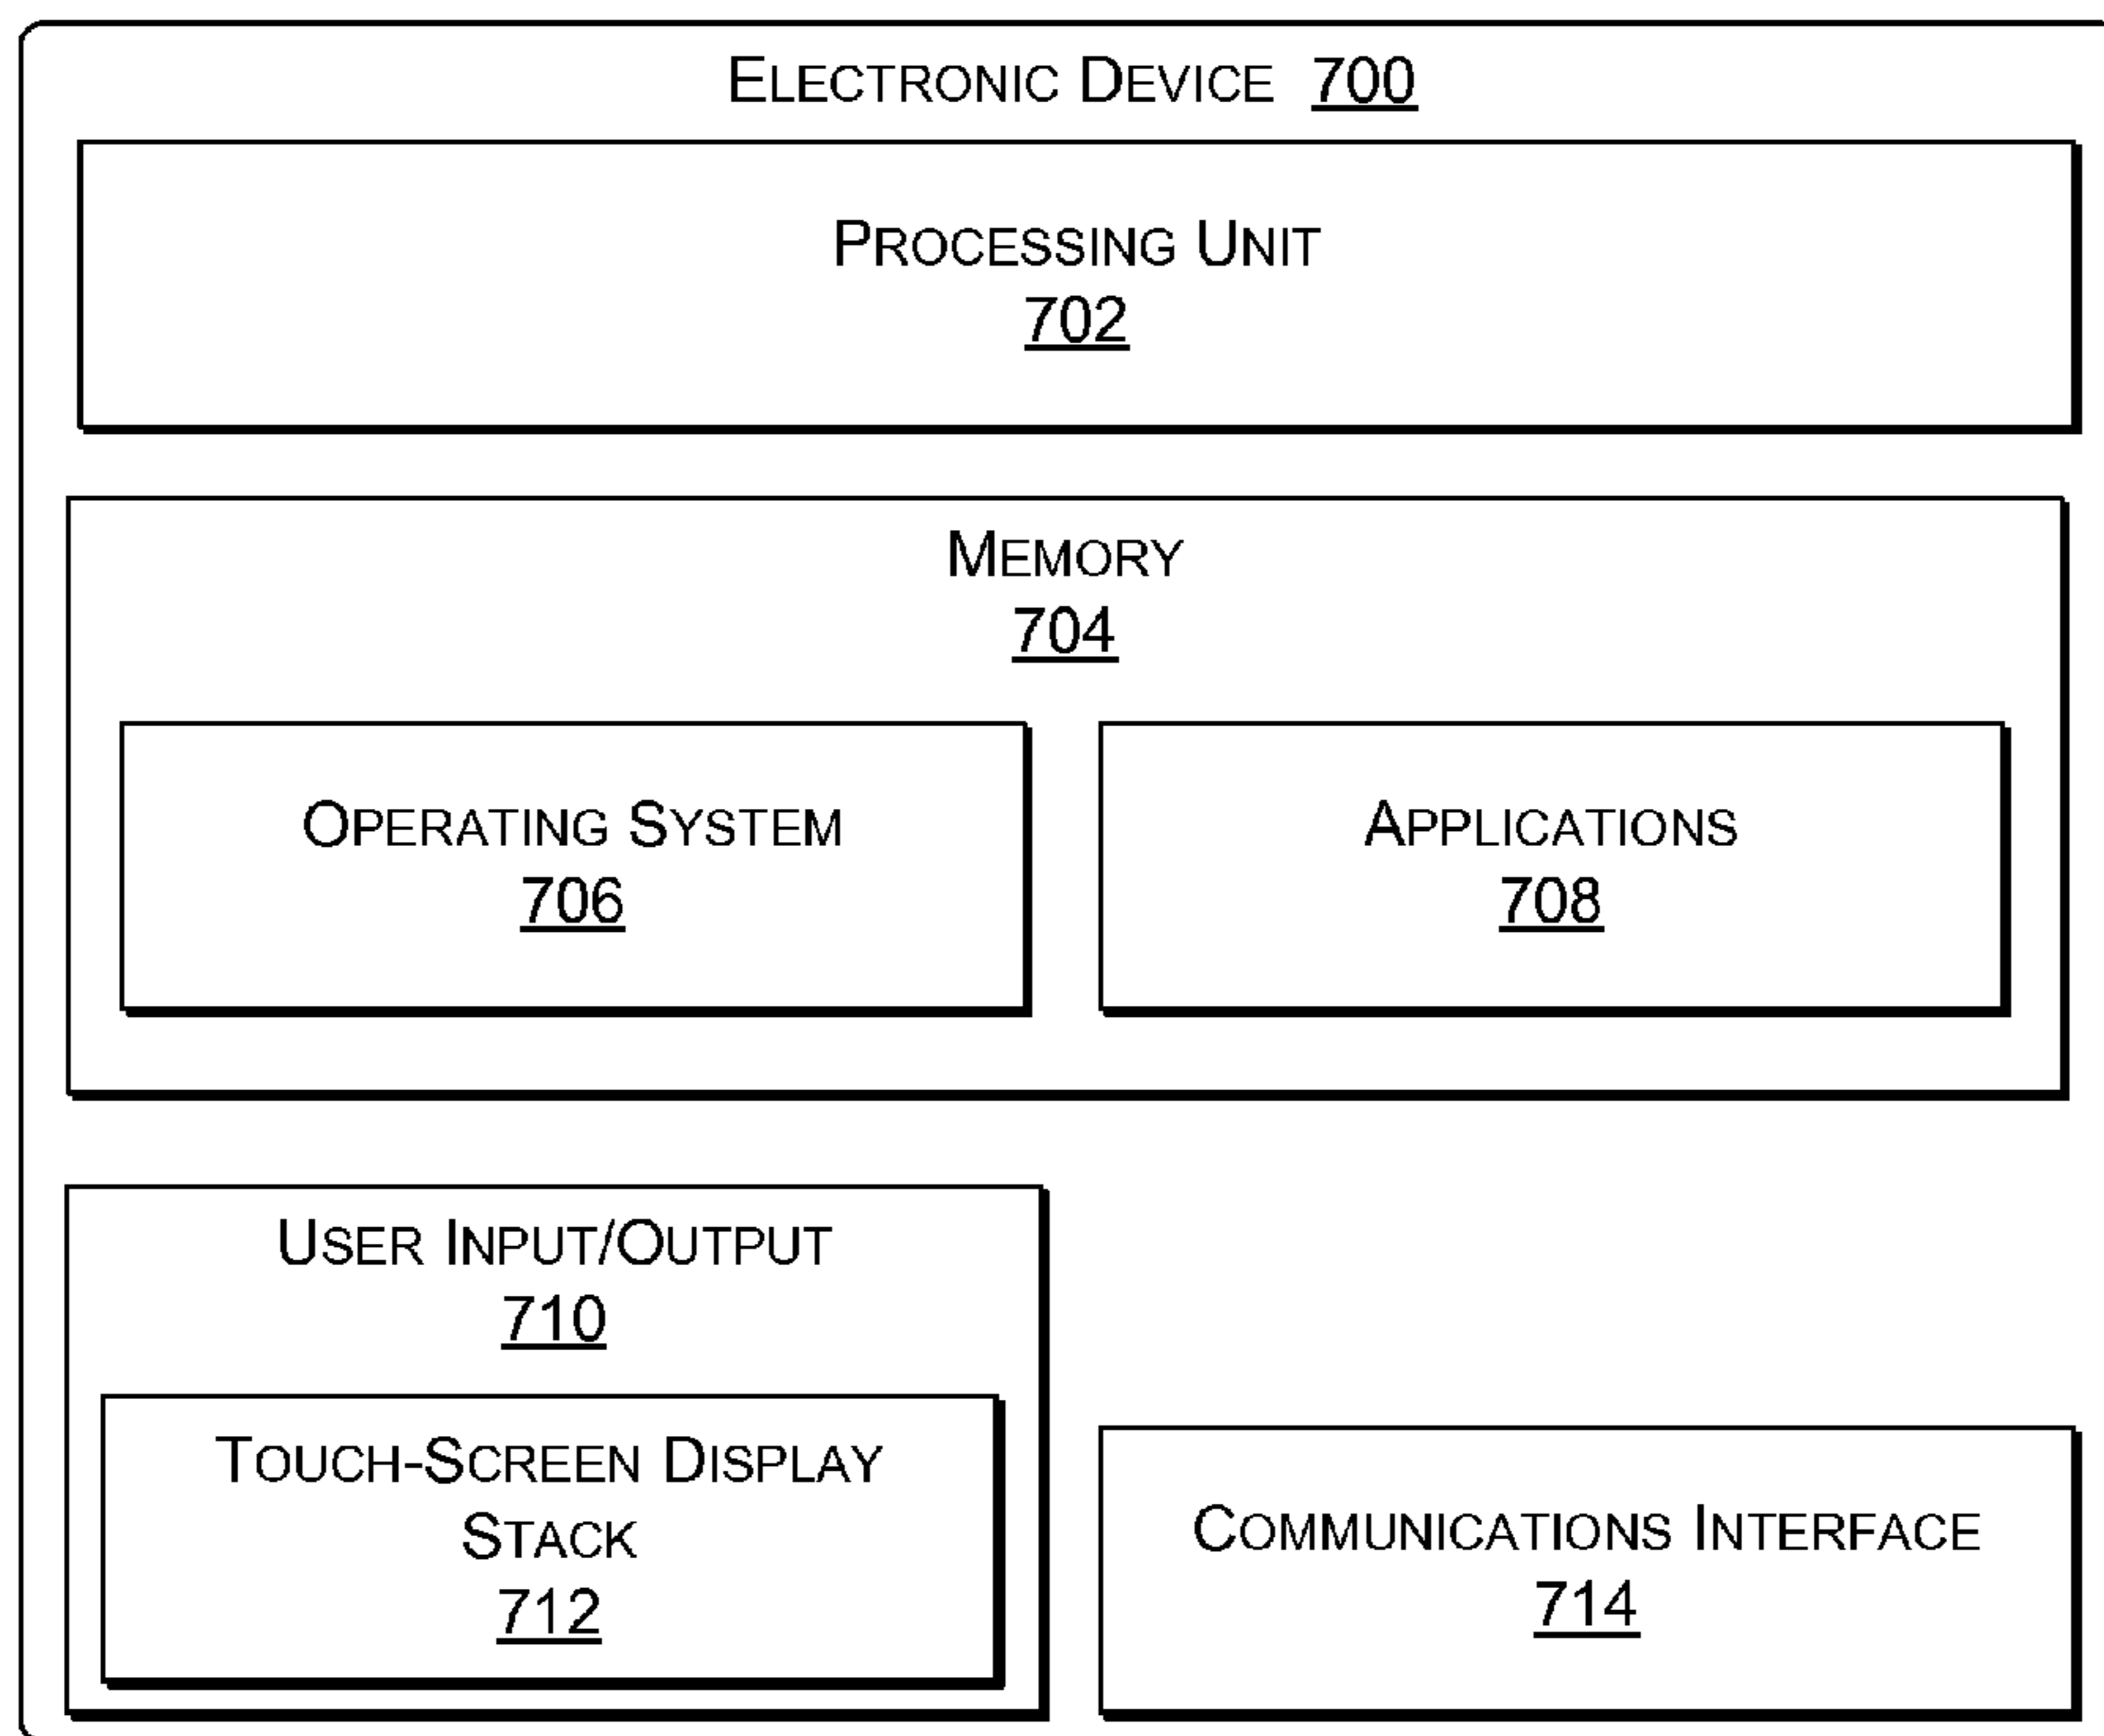 ELECTRONIC DEVICE 700
PROCESSING UNIT
702
MEMORY
704
OPERATING SYSTEM
706
APPLICATIONS
708
USER INPUT/OUTPUT
710
TOUCH-SCREEN DISPLAY
STACK
712
COMMUNICATIONS INTERFACE
714